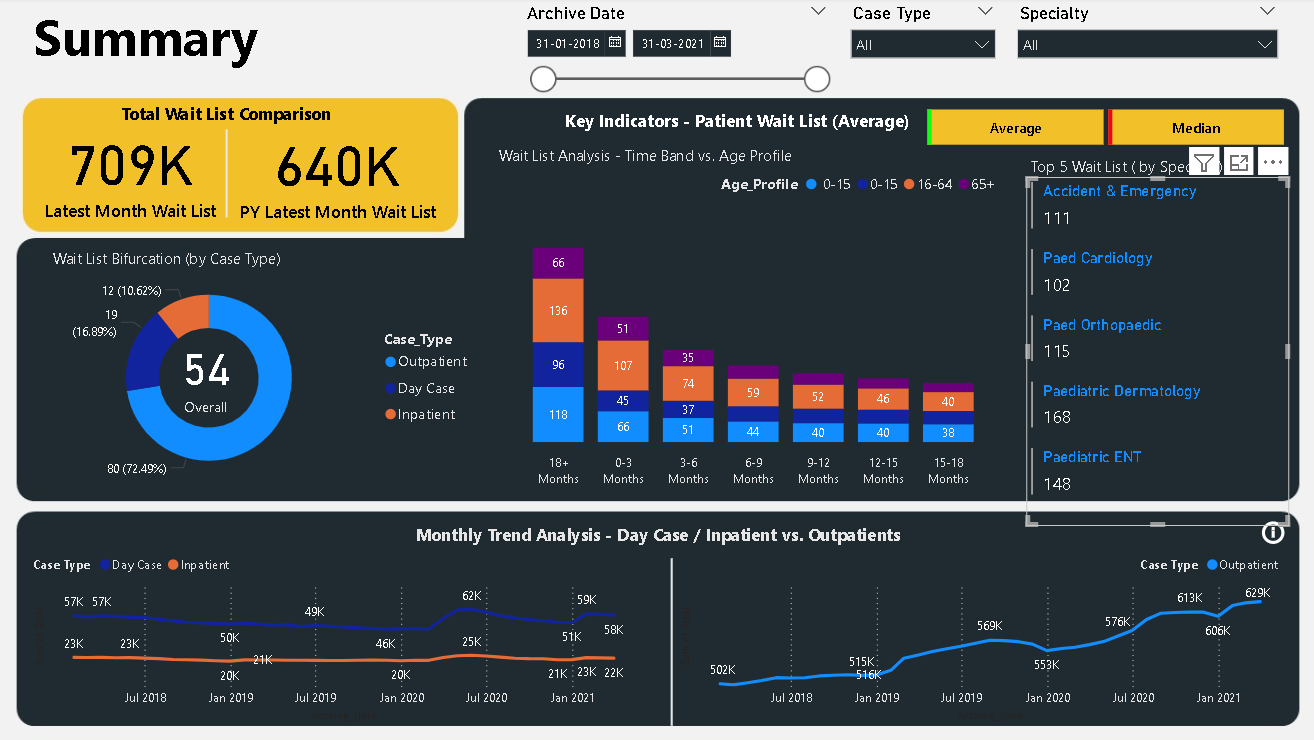 Summary
Archive Date
Case Type
Specialty
31-01-2018
31-03-2021
All
All
Total Wait List Comparison
709K
640K
Latest Month Wait List
PY Latest Month Wait List
Key Indicators - Patient Wait List (Average)
Average
Median
Wait List Analysis - Time Band vs. Age Profile
Top 5 Wait List ( by
Age_Profile
0-15
0-15
16-64
65+
Accident & Emergency
111
Paed Cardiology
102
Paed Orthopaedic
115
Paediatric Dermatology
168
Paediatric ENT
148
66
136
96
118
51
107
45
66
35
74
37
51
59
44
52
40
46
40
40
38
18+
Months
0-3
Months
3-6
Months
6-9
Months
9-12
Months
12-15
Months
15-18
Months
Wait List Bifurcation (by Case Type)
12 (10.62%)
19
(16.89%)
54
Overall
80 (72.49%)
Case_Type
Outpatient
Day Case
Inpatient
Monthly Trend Analysis - Day Case / Inpatient vs. Outpatients
Case Type
Day Case
Inpatient
57K
57K
50K
49K
46K
62K
51K
59K
58K
23K
23K
20K
21K
20K
25K
21K
23K
22K
Jul 2018
Jan 2019
Jul 2019
Jan 2020
Jul 2020
Jan 2021
Case Type
Outpatient
502K
515K
516K
569K
553K
576K
613K
606K
629K
Jul 2018
Jan 2019
Jul 2019
Jan 2020
Jul 2020
Jan 2021